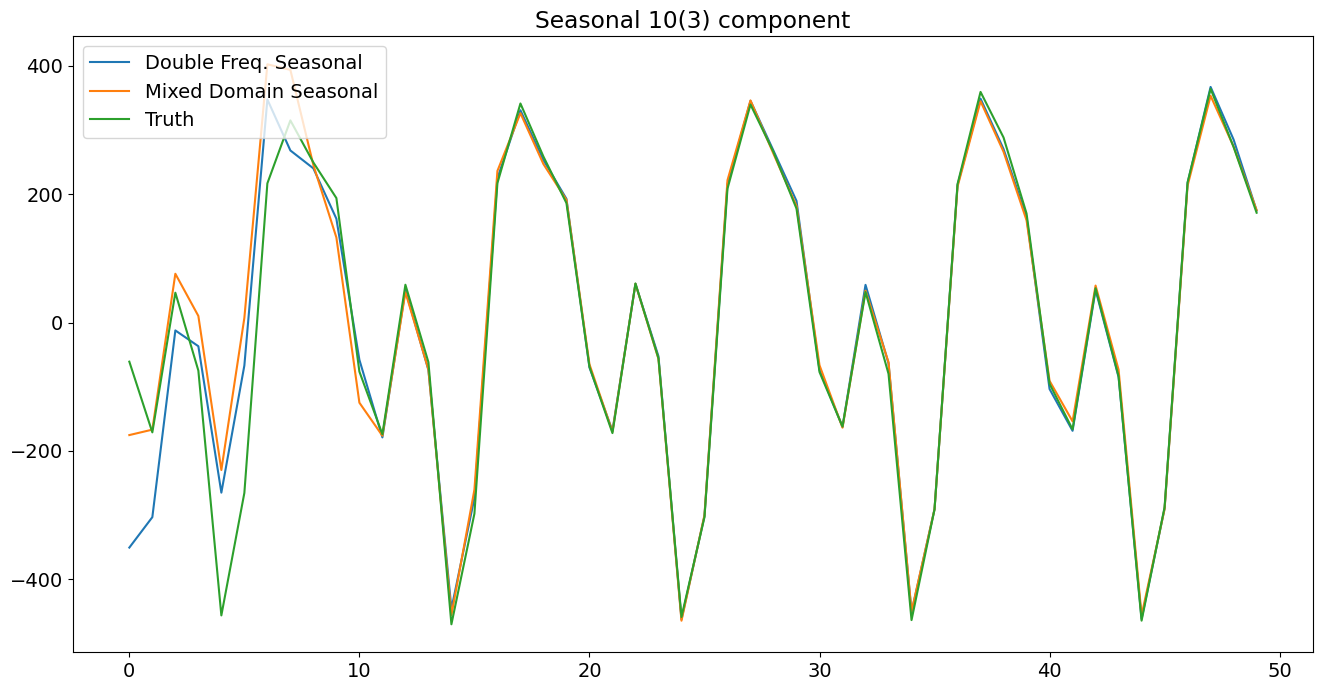 Seasonal 10(3) component
Double Freq. Seasonal
Mixed Domain Seasonal
Truth
400
200
0
−200
−400
0 10 20 30 40 50